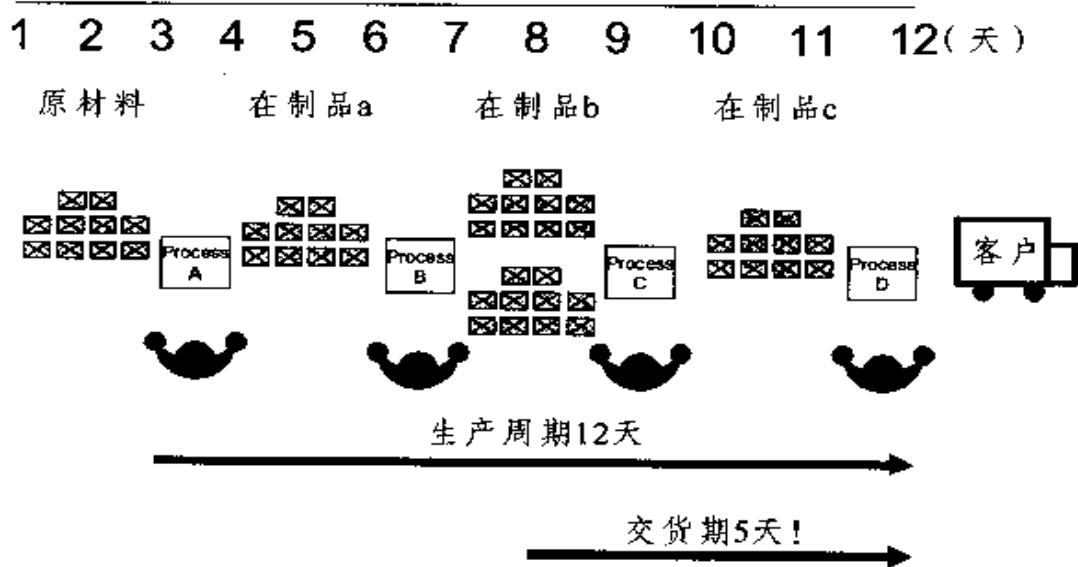 1 2 3 4 5 6 7 8 9 10 11 12(天)
原材料 在制品a 在制品b 在制品c
Process A
Process B
Process C
Process D
客户
生产周期12天
交货期5天!